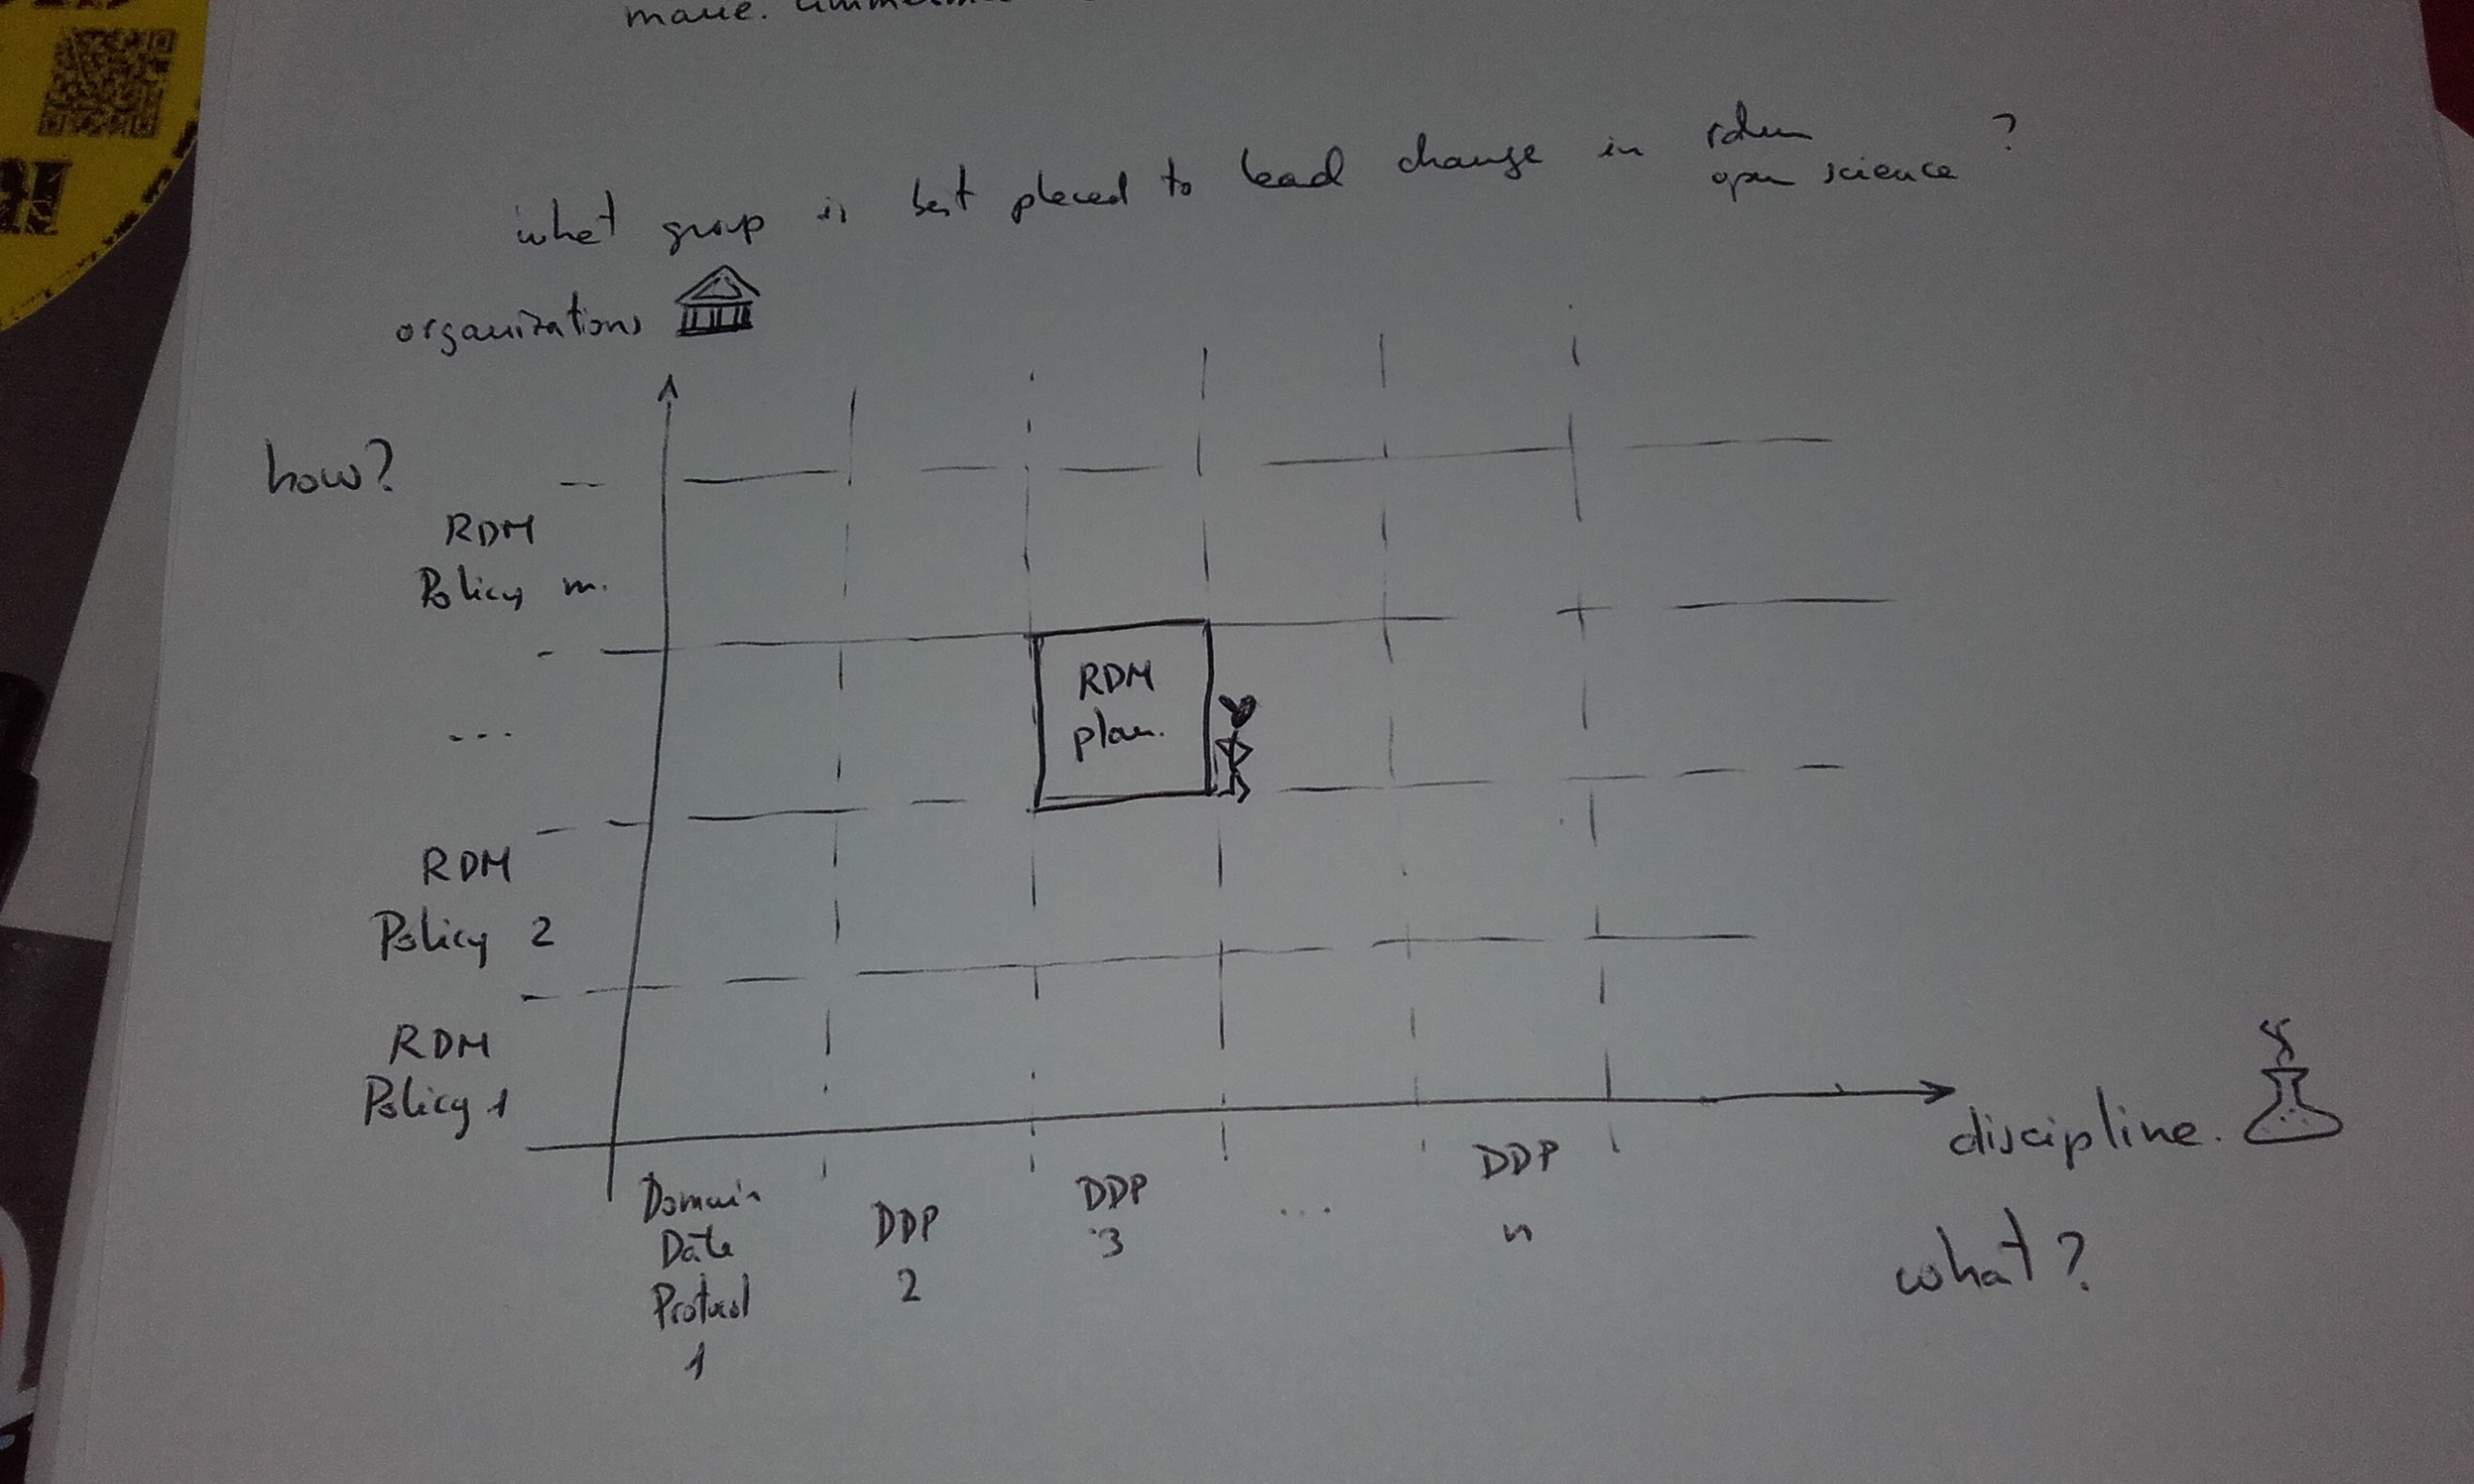 what group is best placed to lead change in rdm
open science ?
organizations
how?
RDM
Policy m.
...
RDM
Policy 2
RDM
Policy 1
RDM
plan.
Domain
Data
Protocol
1
DDP
2
DDP
3
...
DDP
n
discipline.
what?